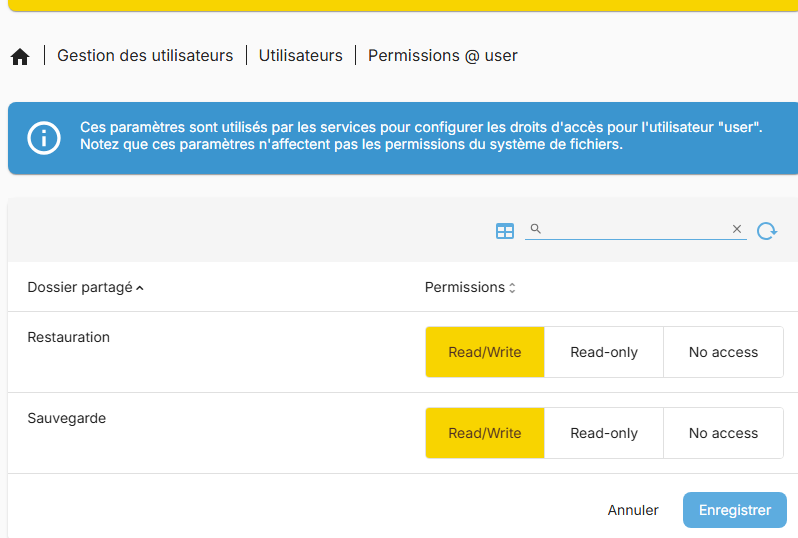 Gestion des utilisateurs Utilisateurs Permissions @ user
Ces paramètres sont utilisés par les services pour configurer les droits d'accès pour l'utilisateur "user".
Notez que ces paramètres n'affectent pas les permissions du système de fichiers.
Dossier partagé Permissions
Restauration Read/Write Read-only No access
Sauvegarde Read/Write Read-only No access
Annuler Enregistrer